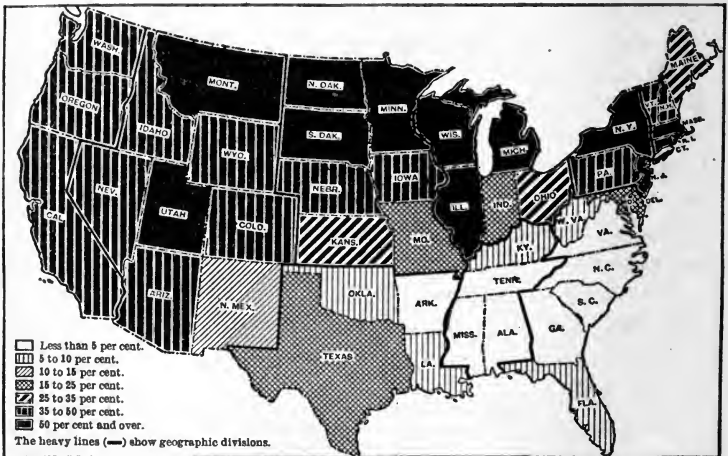 WASH.
OREGON
IDAHO
MONT.
N. DAK.
S. DAK.
MINN.
WIS.
MICH.
N.Y.
VT.
N.H.
MAINE
MASS.
R.I.
CT.
N.J.
DEL.
PA.
OHIO
IND.
ILL.
IOWA
NEBR.
WYO.
NEV.
CAL.
UTAH
COLO.
KANS.
MO.
KY.
W. VA.
VA.
N.C.
TENN.
S.C.
ARIZ.
N. MEX.
OKLA.
ARK.
MISS.
ALA.
GA.
TEXAS
LA.
FLA.
Less than 5 per cent.
5 to 10 per cent.
10 to 15 per cent.
15 to 25 per cent.
25 to 35 per cent.
35 to 50 per cent.
50 per cent and over.
The heavy lines (▬) show geographic divisions.